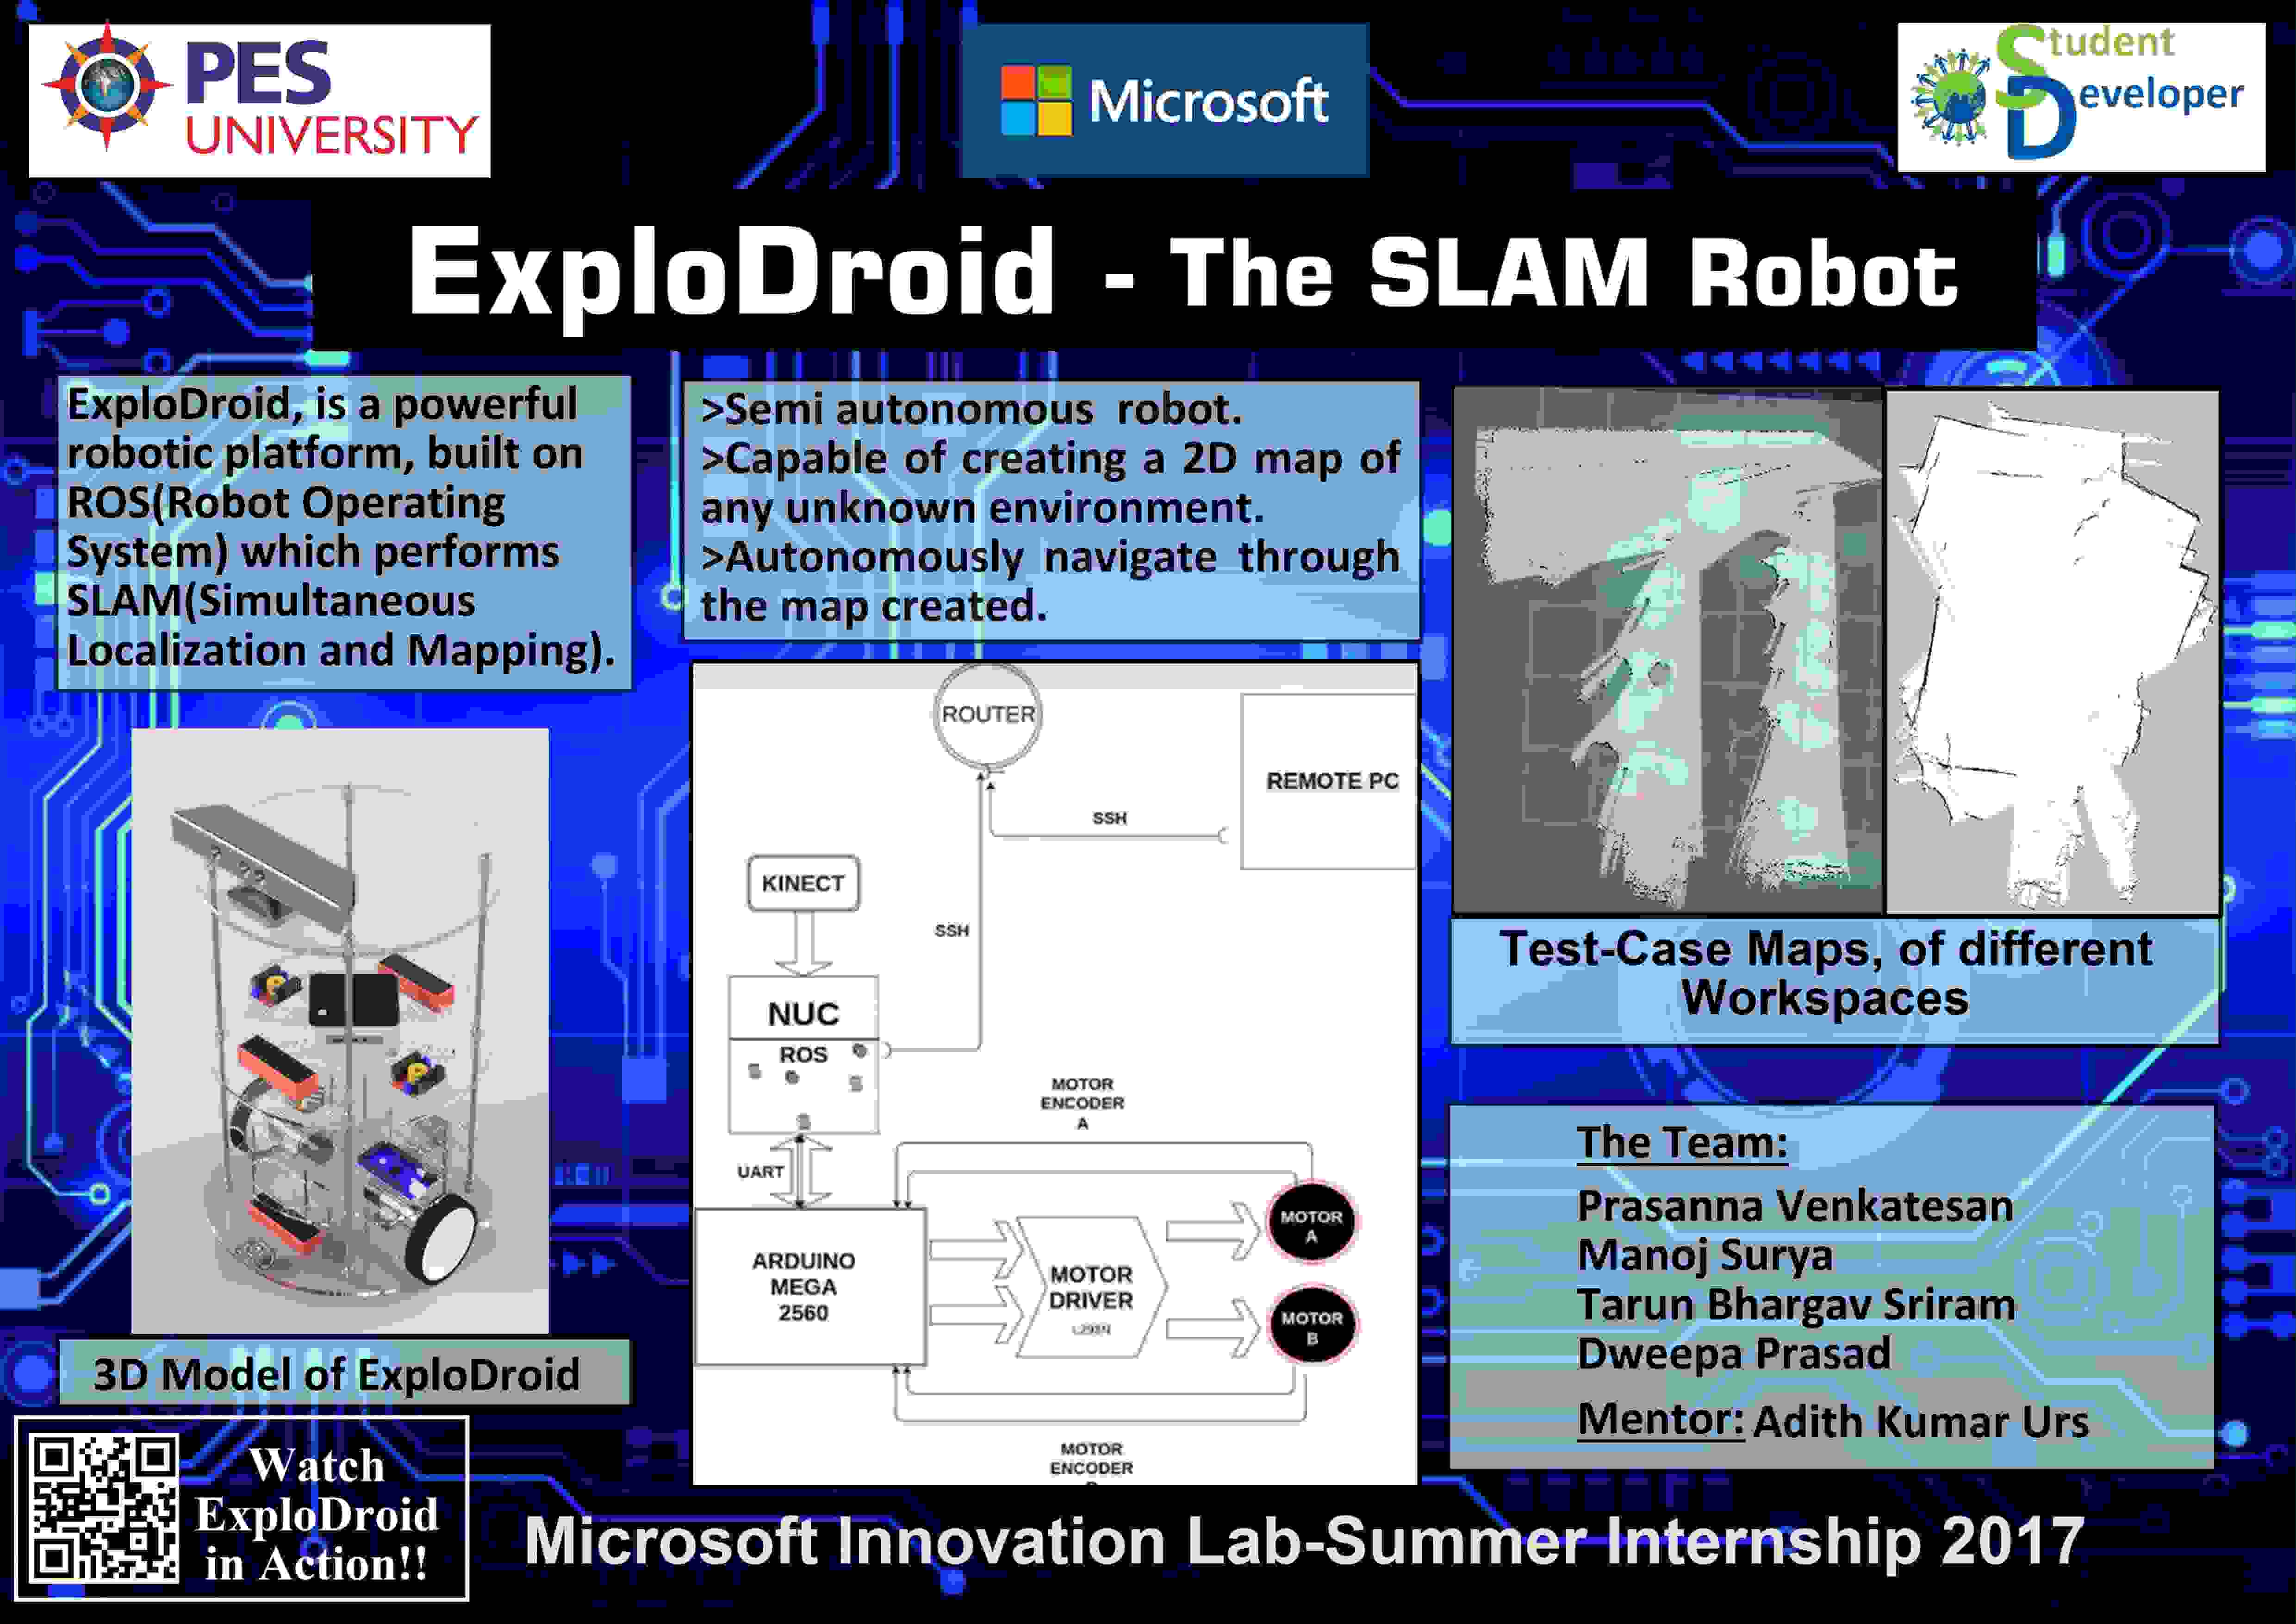 PES
UNIVERSITY
Microsoft
Student
Developer
ExploDroid - The SLAM Robot
ExploDroid, is a powerful
robotic platform, built on
ROS(Robot Operating
System) which performs
SLAM(Simultaneous
Localization and Mapping).
>Semi autonomous robot.
>Capable of creating a 2D map of
any unknown environment.
>Autonomously navigate through
the map created.
ROUTER
REMOTE PC
SSH
KINECT
SSH
NUC
ROS
MOTOR
ENCODER
A
UART
ARDUINO
MEGA
2560
MOTOR
DRIVER
L298N
MOTOR
A
MOTOR
B
MOTOR
ENCODER
Test-Case Maps, of different
Workspaces
The Team:
Prasanna Venkatesan
Manoj Surya
Tarun Bhargav Sriram
Dweepa Prasad
Mentor: Adith Kumar Urs
3D Model of ExploDroid
Watch
ExploDroid
in Action!!
Microsoft Innovation Lab-Summer Internship 2017